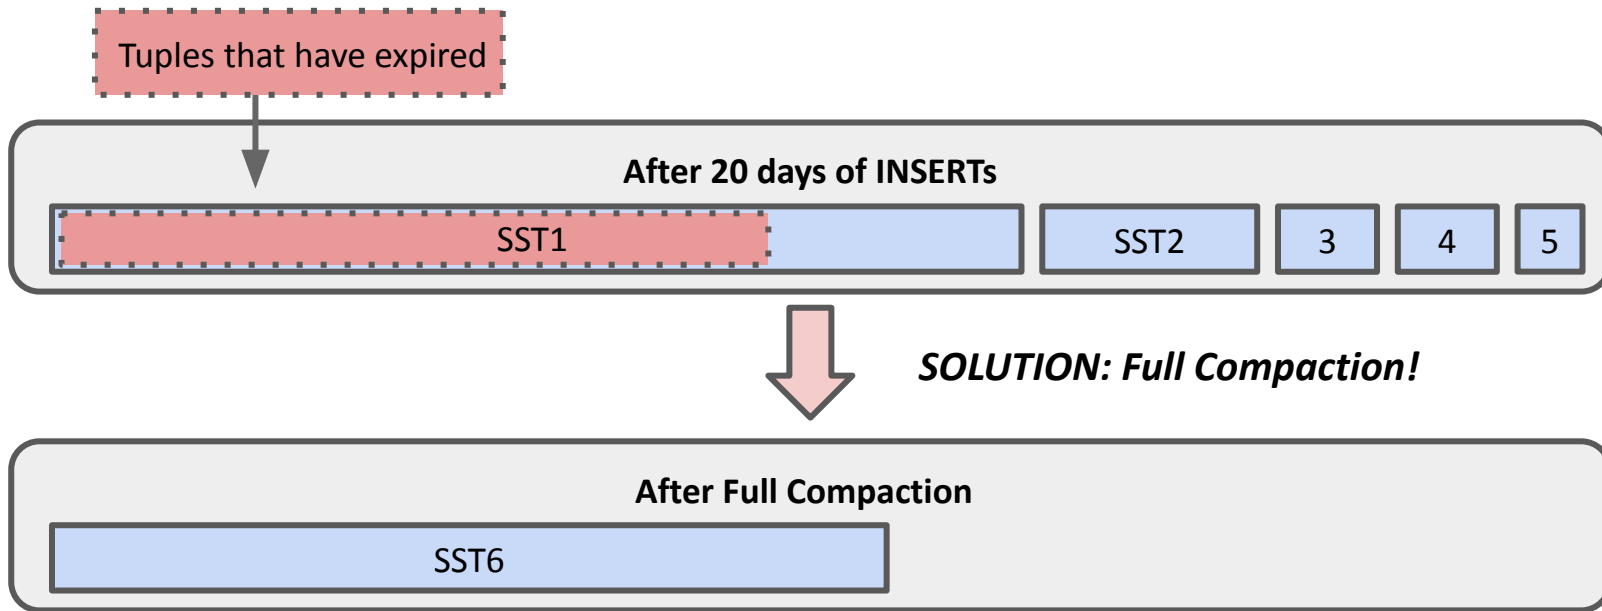 Tuples that have expired
After 20 days of INSERTs
SST1
SST2
3
4
5
SOLUTION: Full Compaction!
After Full Compaction
SST6